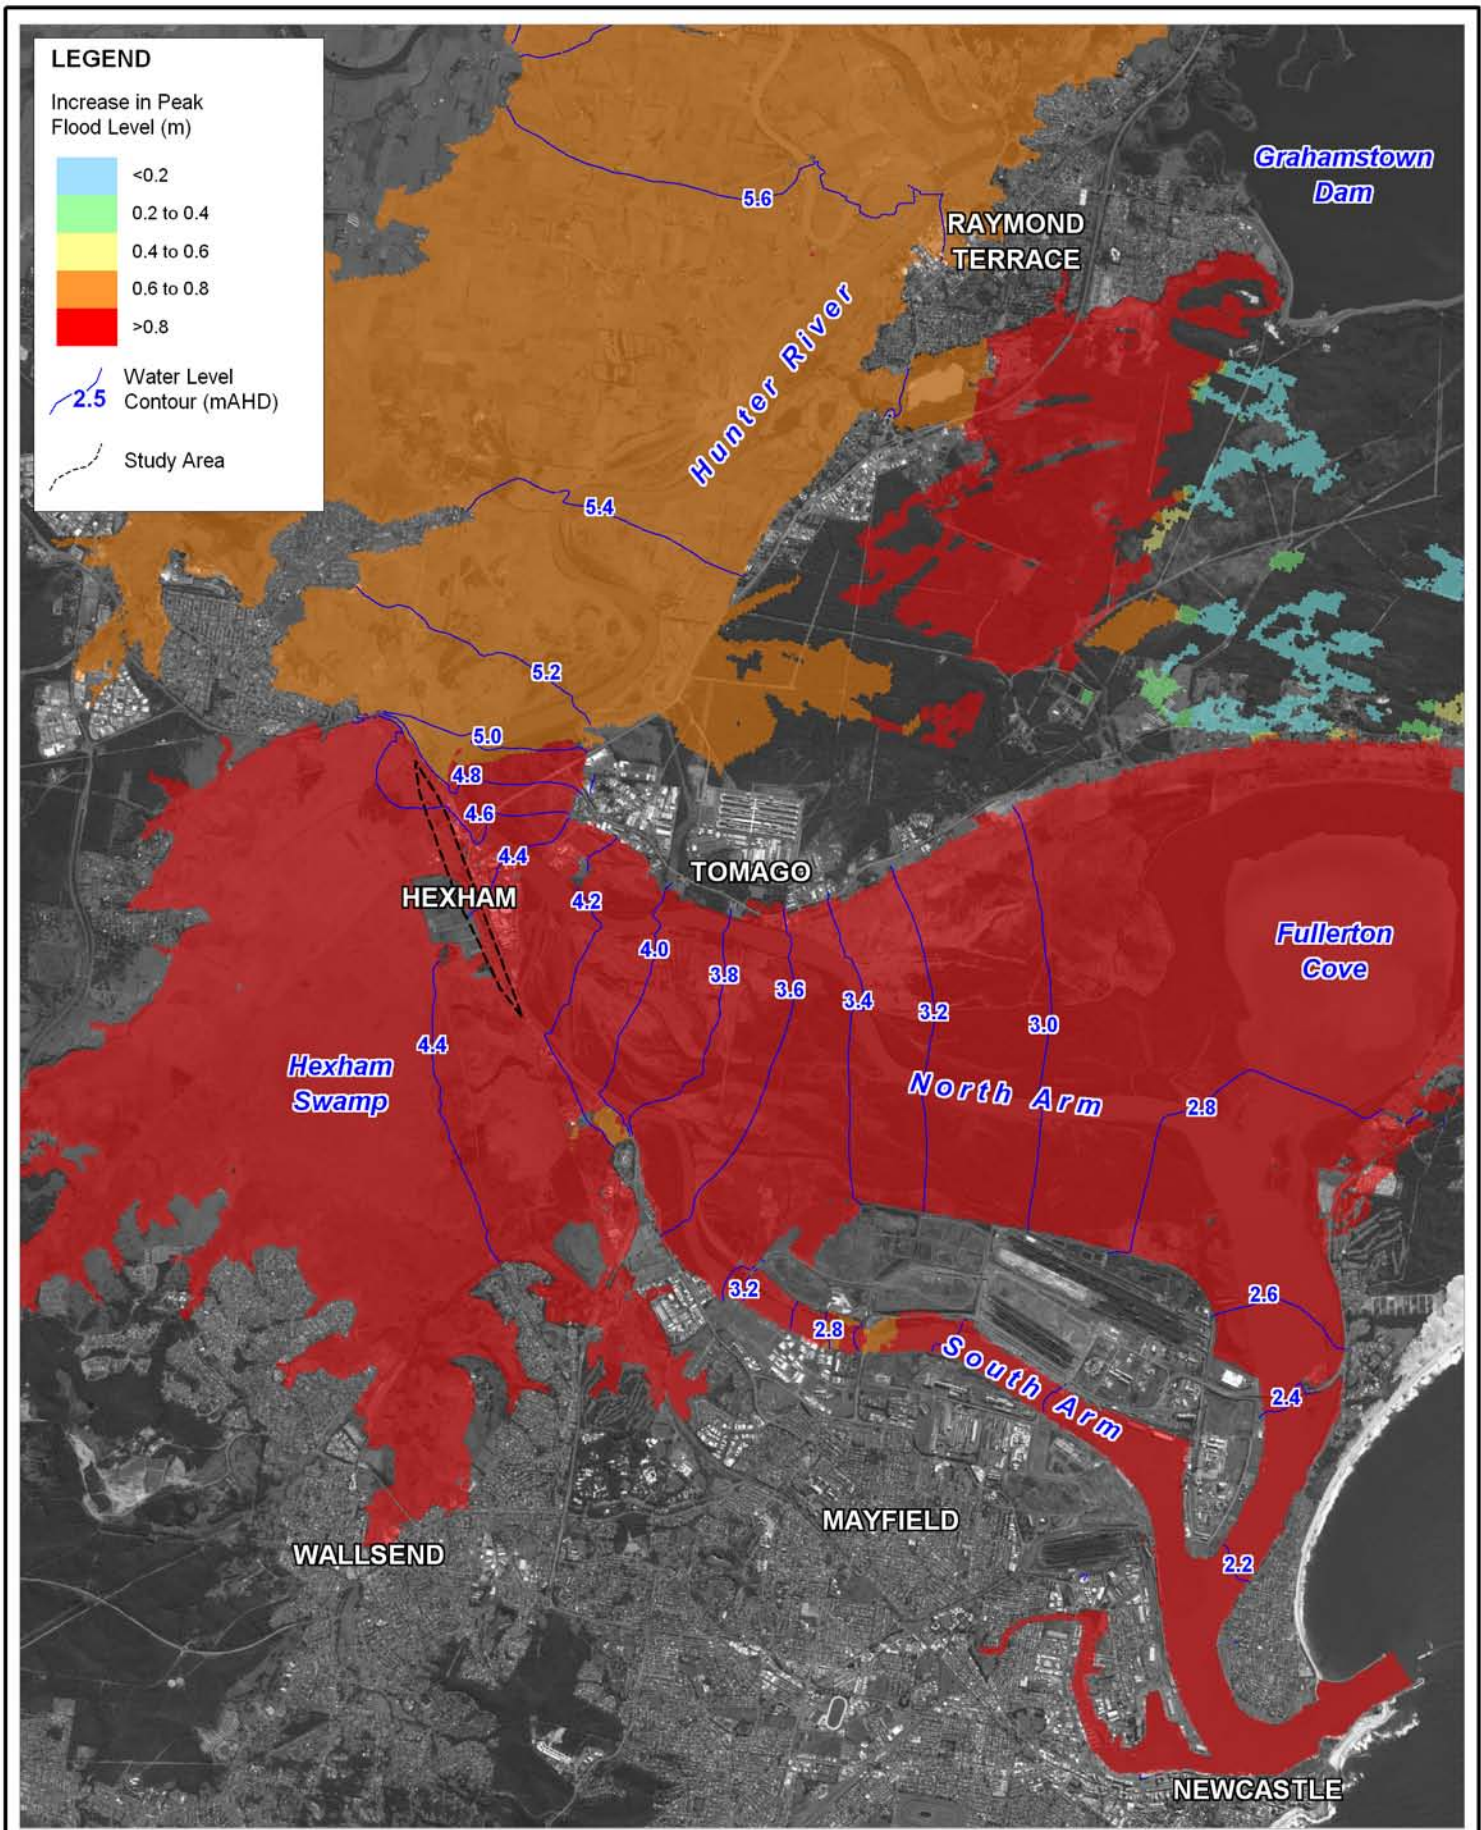 LEGEND
Increase in Peak
Flood Level (m)
<0.2
0.2 to 0.4
0.4 to 0.6
0.6 to 0.8
>0.8
Water Level
2.5 Contour (mAHD)
Study Area
Grahamstown
Dam
5.6
RAYMOND
TERRACE
Hunter River
5.4
5.2
5.0
4.8
4.6
4.4
TOMAGO
HEXHAM
4.2
4.0
3.8
3.6
3.4
3.2
3.0
Fullerton
Cove
4.4
Hexham
Swamp
North Arm
2.8
3.2
2.6
2.8
South Arm
2.4
MAYFIELD
WALLSEND
2.2
NEWCASTLE